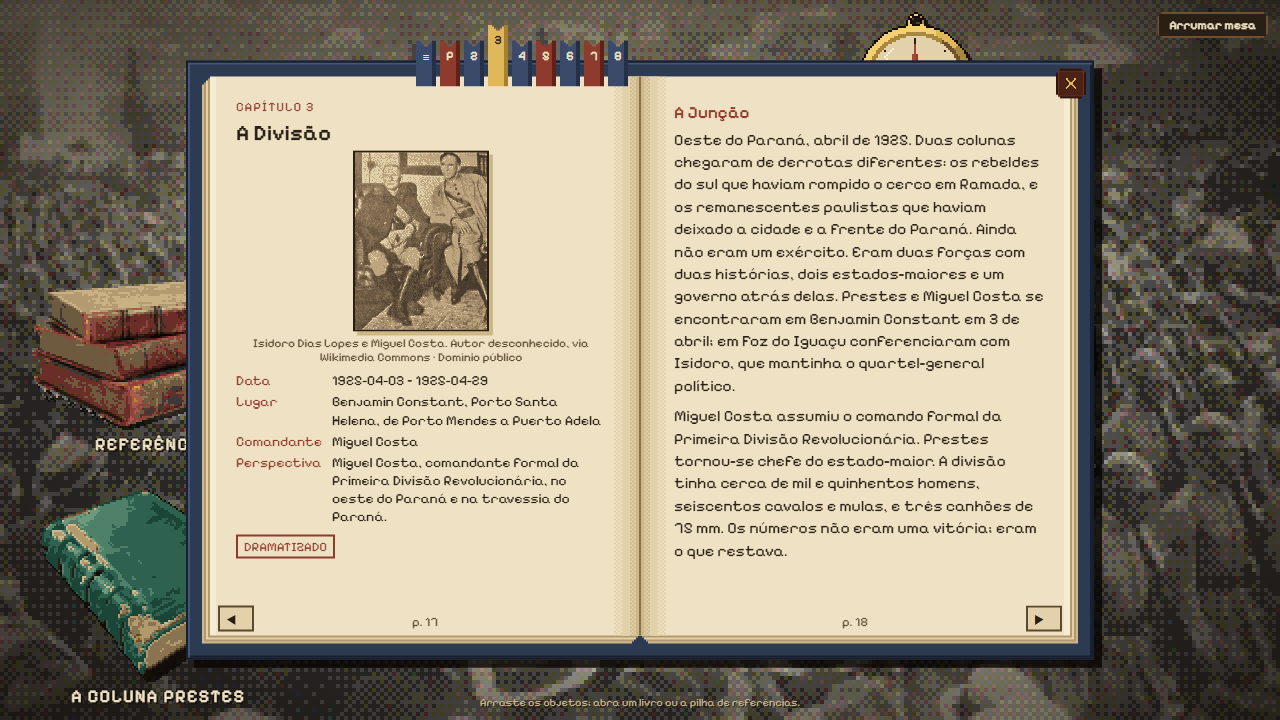 Arrumar mesa
≡ P 2 3 4 5 6 7 8
CAPÍTULO 3
A Divisão
Isidoro Dias Lopes e Miguel Costa. Autor desconhecido, via
Wikimedia Commons · Domínio público
Data 1925-04-03 – 1925-04-29
Lugar Benjamin Constant, Porto Santa
Helena, de Porto Mendes a Puerto Adela
Comandante Miguel Costa
Perspectiva Miguel Costa, comandante formal da
Primeira Divisão Revolucionária, no
oeste do Paraná e na travessia do
Paraná.
DRAMATIZADO
p. 17
A Junção
Oeste do Paraná, abril de 1925. Duas colunas
chegaram de derrotas diferentes: os rebeldes
do sul que haviam rompido o cerco em Ramada, e
os remanescentes paulistas que haviam
deixado a cidade e a frente do Paraná. Ainda
não eram um exército. Eram duas forças com
duas histórias, dois estados-maiores e um
governo atrás delas. Prestes e Miguel Costa se
encontraram em Benjamin Constant em 3 de
abril; em Foz do Iguaçu conferenciaram com
Isidoro, que mantinha o quartel-general
político.
Miguel Costa assumiu o comando formal da
Primeira Divisão Revolucionária. Prestes
tornou-se chefe do estado-maior. A divisão
tinha cerca de mil e quinhentos homens,
seiscentos cavalos e mulas, e três canhões de
75 mm. Os números não eram uma vitória; eram
o que restava.
p. 18
REFERÊNC
A COLUNA PRESTES
Arraste os objetos; abra um livro ou a pilha de referências.